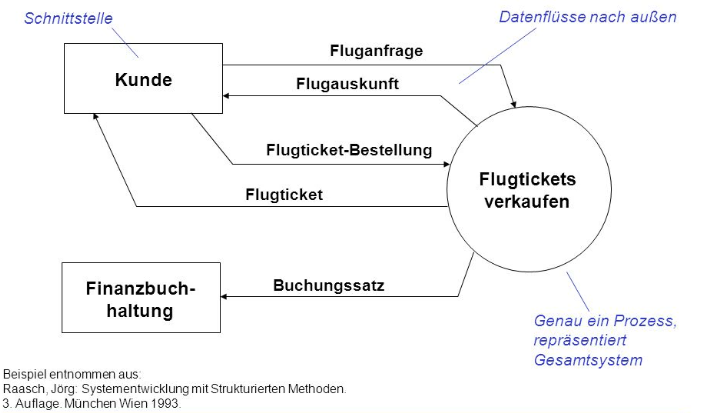 Schnittstelle
Datenflüsse nach außen
Fluganfrage
Kunde
Flugauskunft
Flugticket-Bestellung
Flugtickets
verkaufen
Flugticket
Finanzbuch-
haltung
Buchungssatz
Genau ein Prozess,
repräsentiert
Gesamtsystem
Beispiel entnommen aus:
Raasch, Jörg: Systementwicklung mit Strukturierten Methoden.
3. Auflage. München Wien 1993.